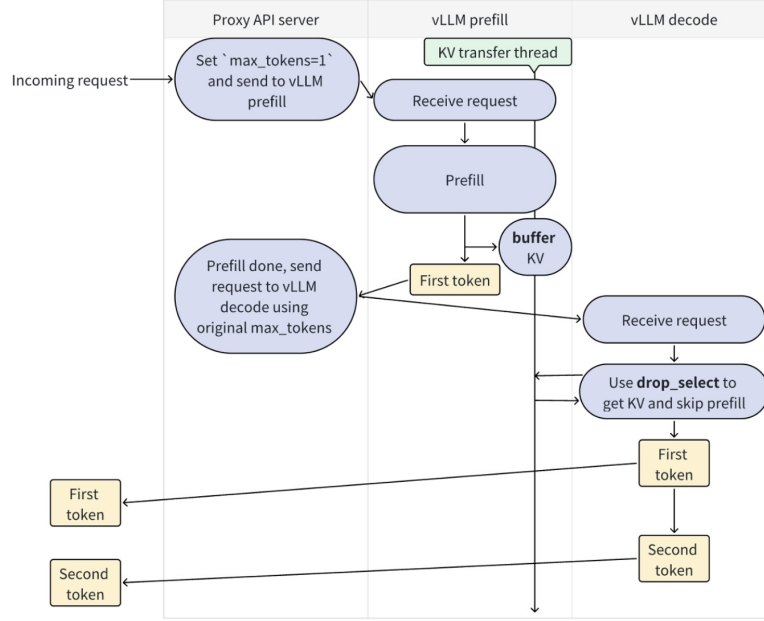 Proxy API server
vLLM prefill
vLLM decode
KV transfer thread
Incoming request
Set `max_tokens=1`
and send to vLLM
prefill
Receive request
Prefill
buffer
KV
First token
Prefill done, send
request to vLLM
decode using
original max_tokens
Receive request
Use drop_select to
get KV and skip prefill
First
token
First
token
Second
token
Second
token